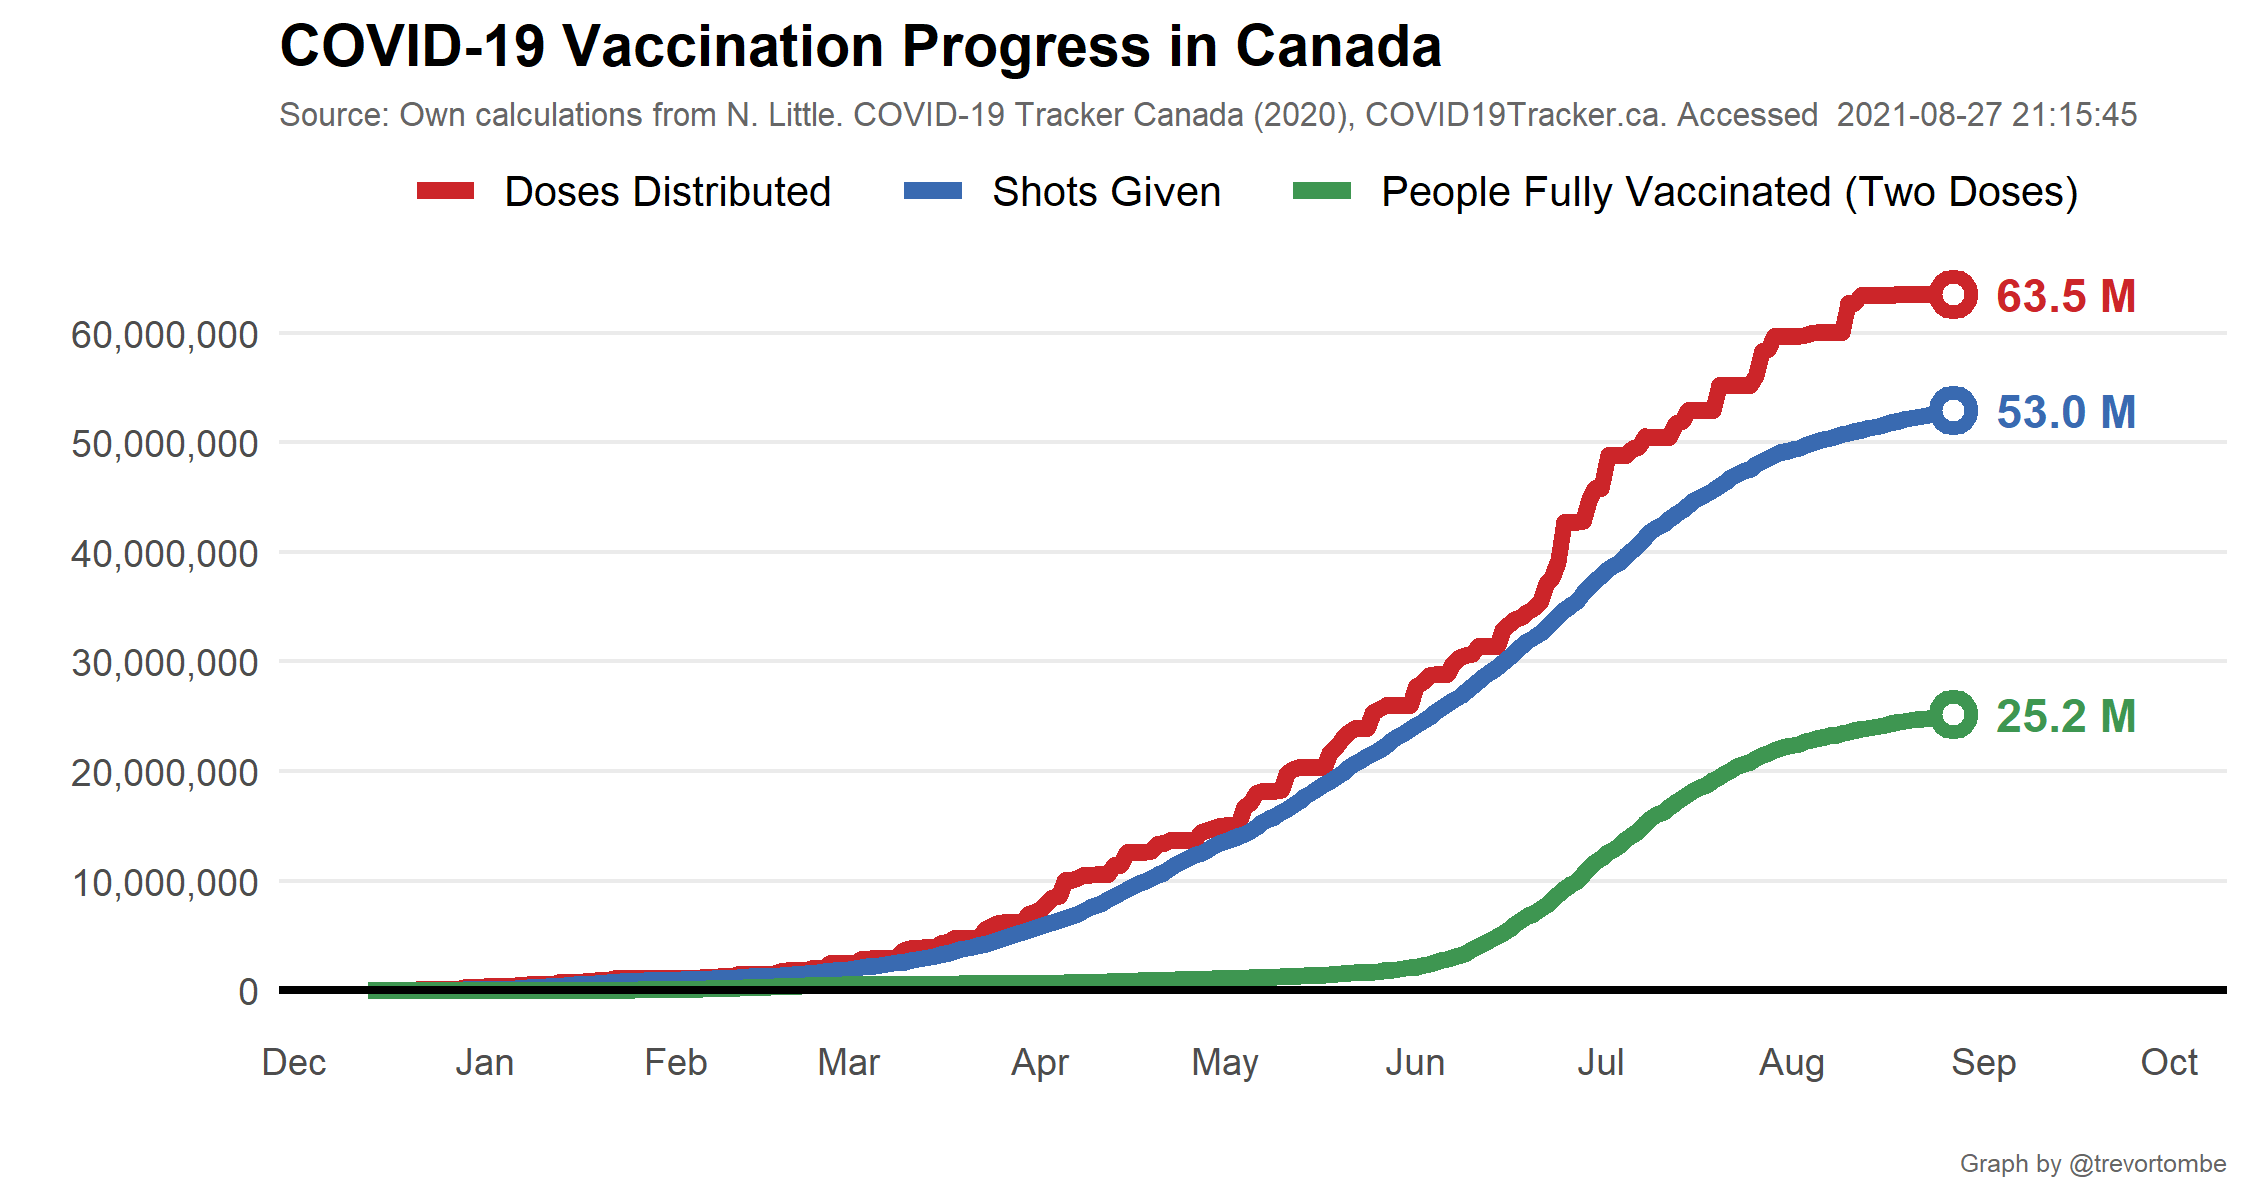 COVID-19 Vaccination Progress in Canada
Source: Own calculations from N. Little. COVID-19 Tracker Canada (2020), COVID19Tracker.ca. Accessed  2021-08-27 21:15:45
Doses Distributed Shots Given People Fully Vaccinated (Two Doses)
63.5 M
60,000,000
53.0 M
50,000,000
40,000,000
30,000,000
25.2 M
20,000,000
10,000,000
0
Dec Jan Feb Mar Apr May Jun Jul Aug Sep Oct
Graph by @trevortombe